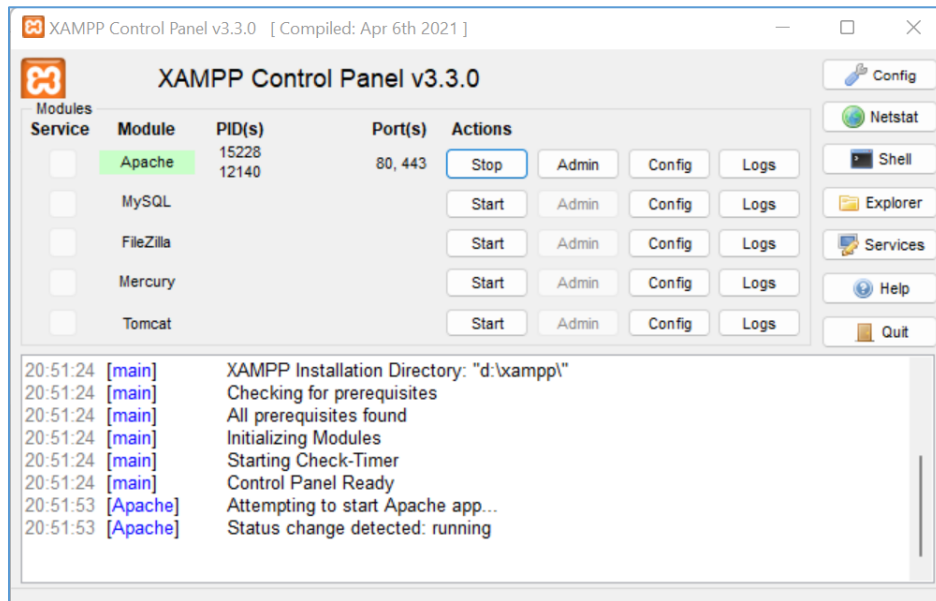 XAMPP Control Panel v3.3.0 [ Compiled: Apr 6th 2021 ]
XAMPP Control Panel v3.3.0
Config
Modules
Service Module PID(s) Port(s) Actions
Netstat
Apache 15228 12140 80, 443 Stop Admin Config Logs
Shell
MySQL Start Admin Config Logs
Explorer
FileZilla Start Admin Config Logs
Services
Mercury Start Admin Config Logs
Help
Tomcat Start Admin Config Logs
Quit
20:51:24 [main] XAMPP Installation Directory: "d:\xampp\"
20:51:24 [main] Checking for prerequisites
20:51:24 [main] All prerequisites found
20:51:24 [main] Initializing Modules
20:51:24 [main] Starting Check-Timer
20:51:24 [main] Control Panel Ready
20:51:53 [Apache] Attempting to start Apache app...
20:51:53 [Apache] Status change detected: running